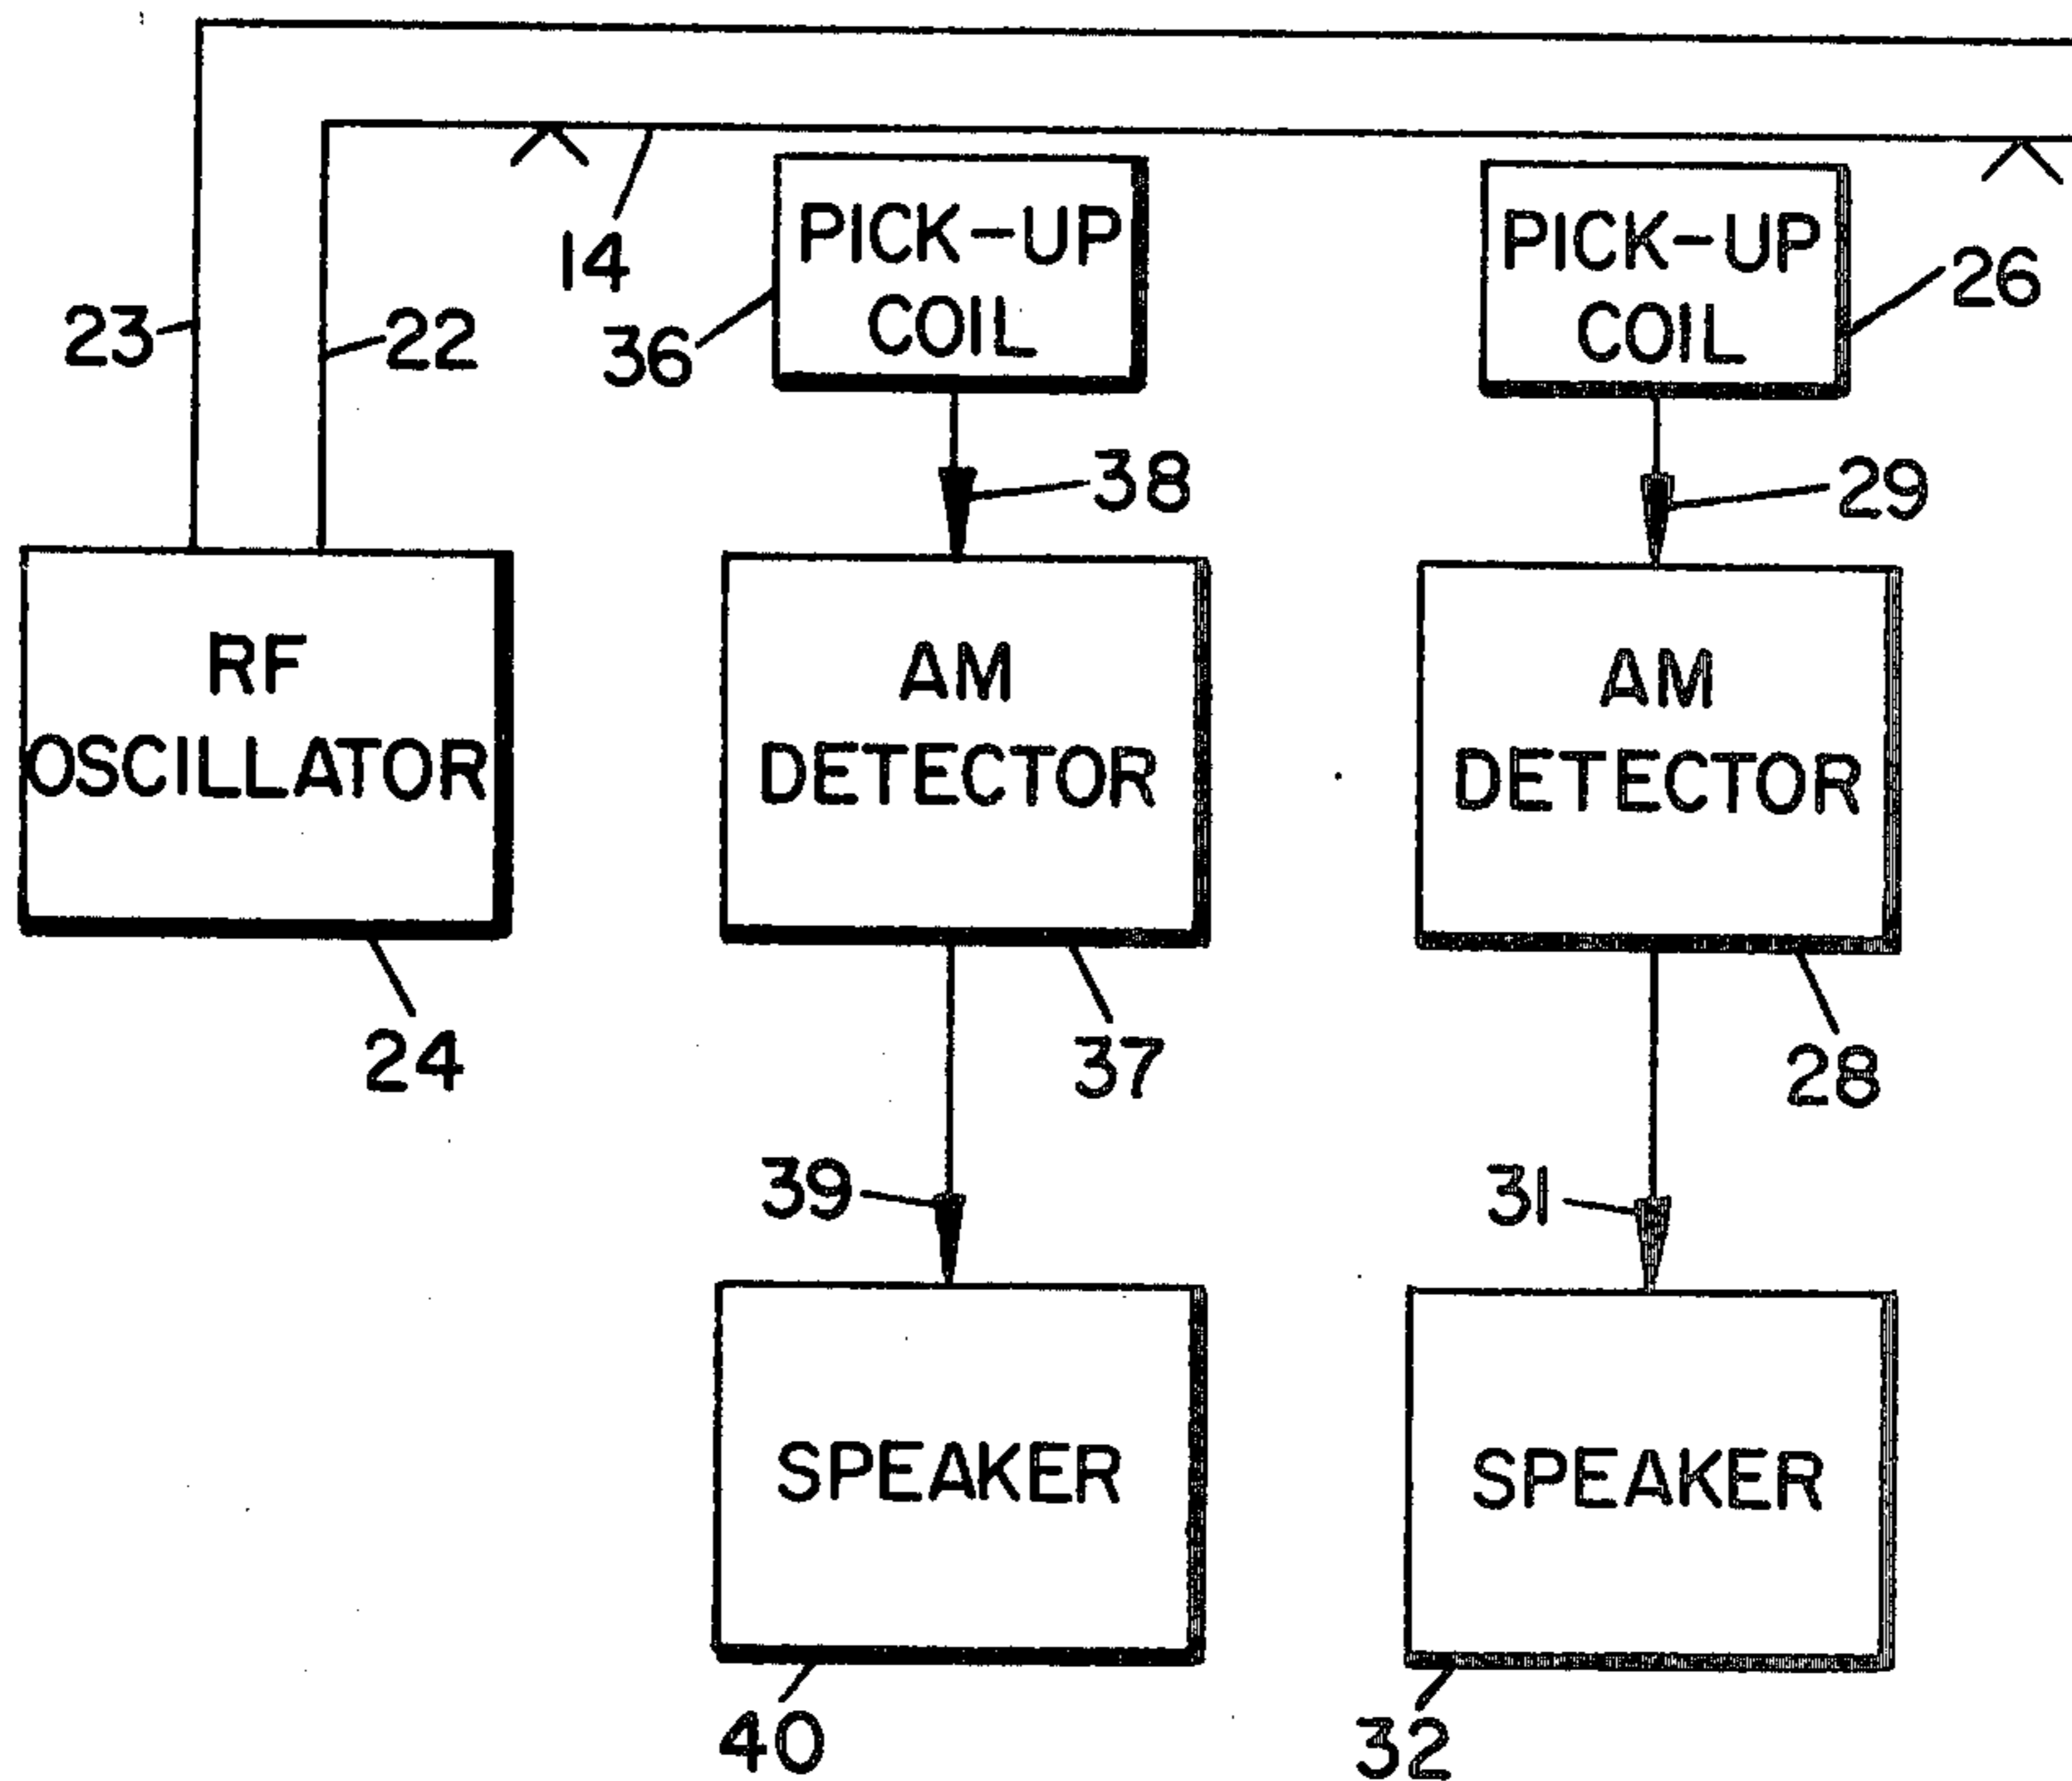 14
PICK-UP
COIL
PICK-UP
COIL
26
23
22
36
38
29
RF
OSCILLATOR
AM
DETECTOR
AM
DETECTOR
24
37
28
39
31
SPEAKER
SPEAKER
40
32